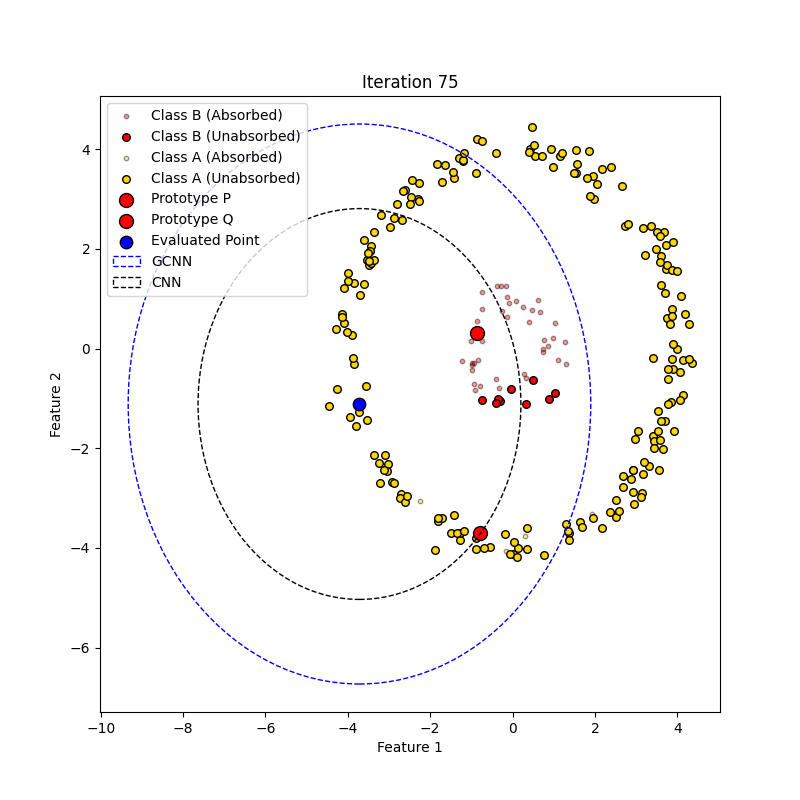 Iteration 75
Class B (Absorbed)
Class B (Unabsorbed)
Class A (Absorbed)
Class A (Unabsorbed)
Prototype P
Prototype Q
Evaluated Point
GCNN
CNN
4
2
0
−2
−4
−6
Feature 2
−10
−8
−6
−4
−2
0
2
4
Feature 1